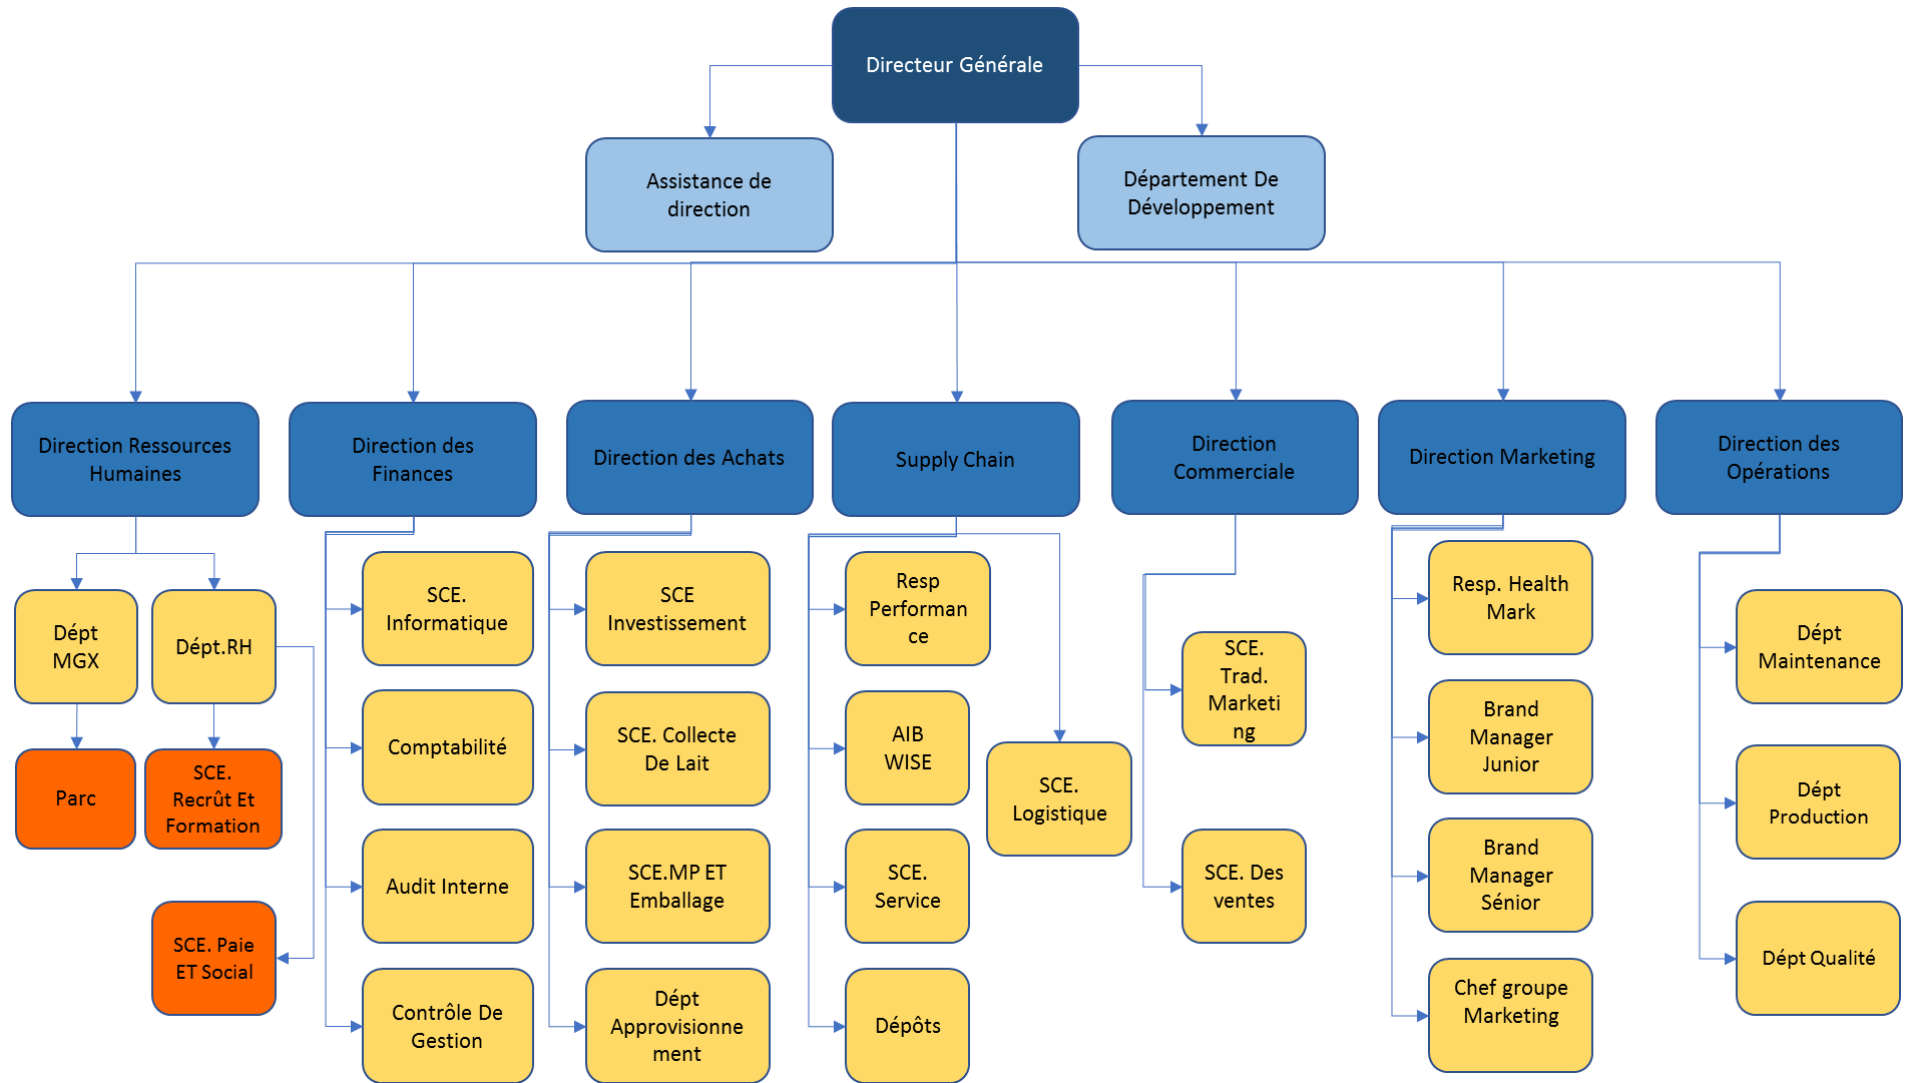 Directeur Générale
Assistance de
direction
Département De
Développement
Direction Ressources
Humaines
Direction des
Finances
Direction des Achats
Supply Chain
Direction
Commerciale
Direction Marketing
Direction des
Opérations
Dépt
MGX
Dépt.RH
Parc
SCE.
Recrût Et
Formation
SCE. Paie
ET Social
SCE.
Informatique
Comptabilité
Audit Interne
Contrôle De
Gestion
SCE
Investissement
SCE. Collecte
De Lait
SCE.MP ET
Emballage
Dépt
Approvisionne
ment
Resp
Performan
ce
AIB
WISE
SCE.
Service
Dépôts
SCE.
Logistique
SCE.
Trad.
Marketi
ng
SCE. Des
ventes
Resp. Health
Mark
Brand
Manager
Junior
Brand
Manager
Sénior
Chef groupe
Marketing
Dépt
Maintenance
Dépt
Production
Dépt Qualité